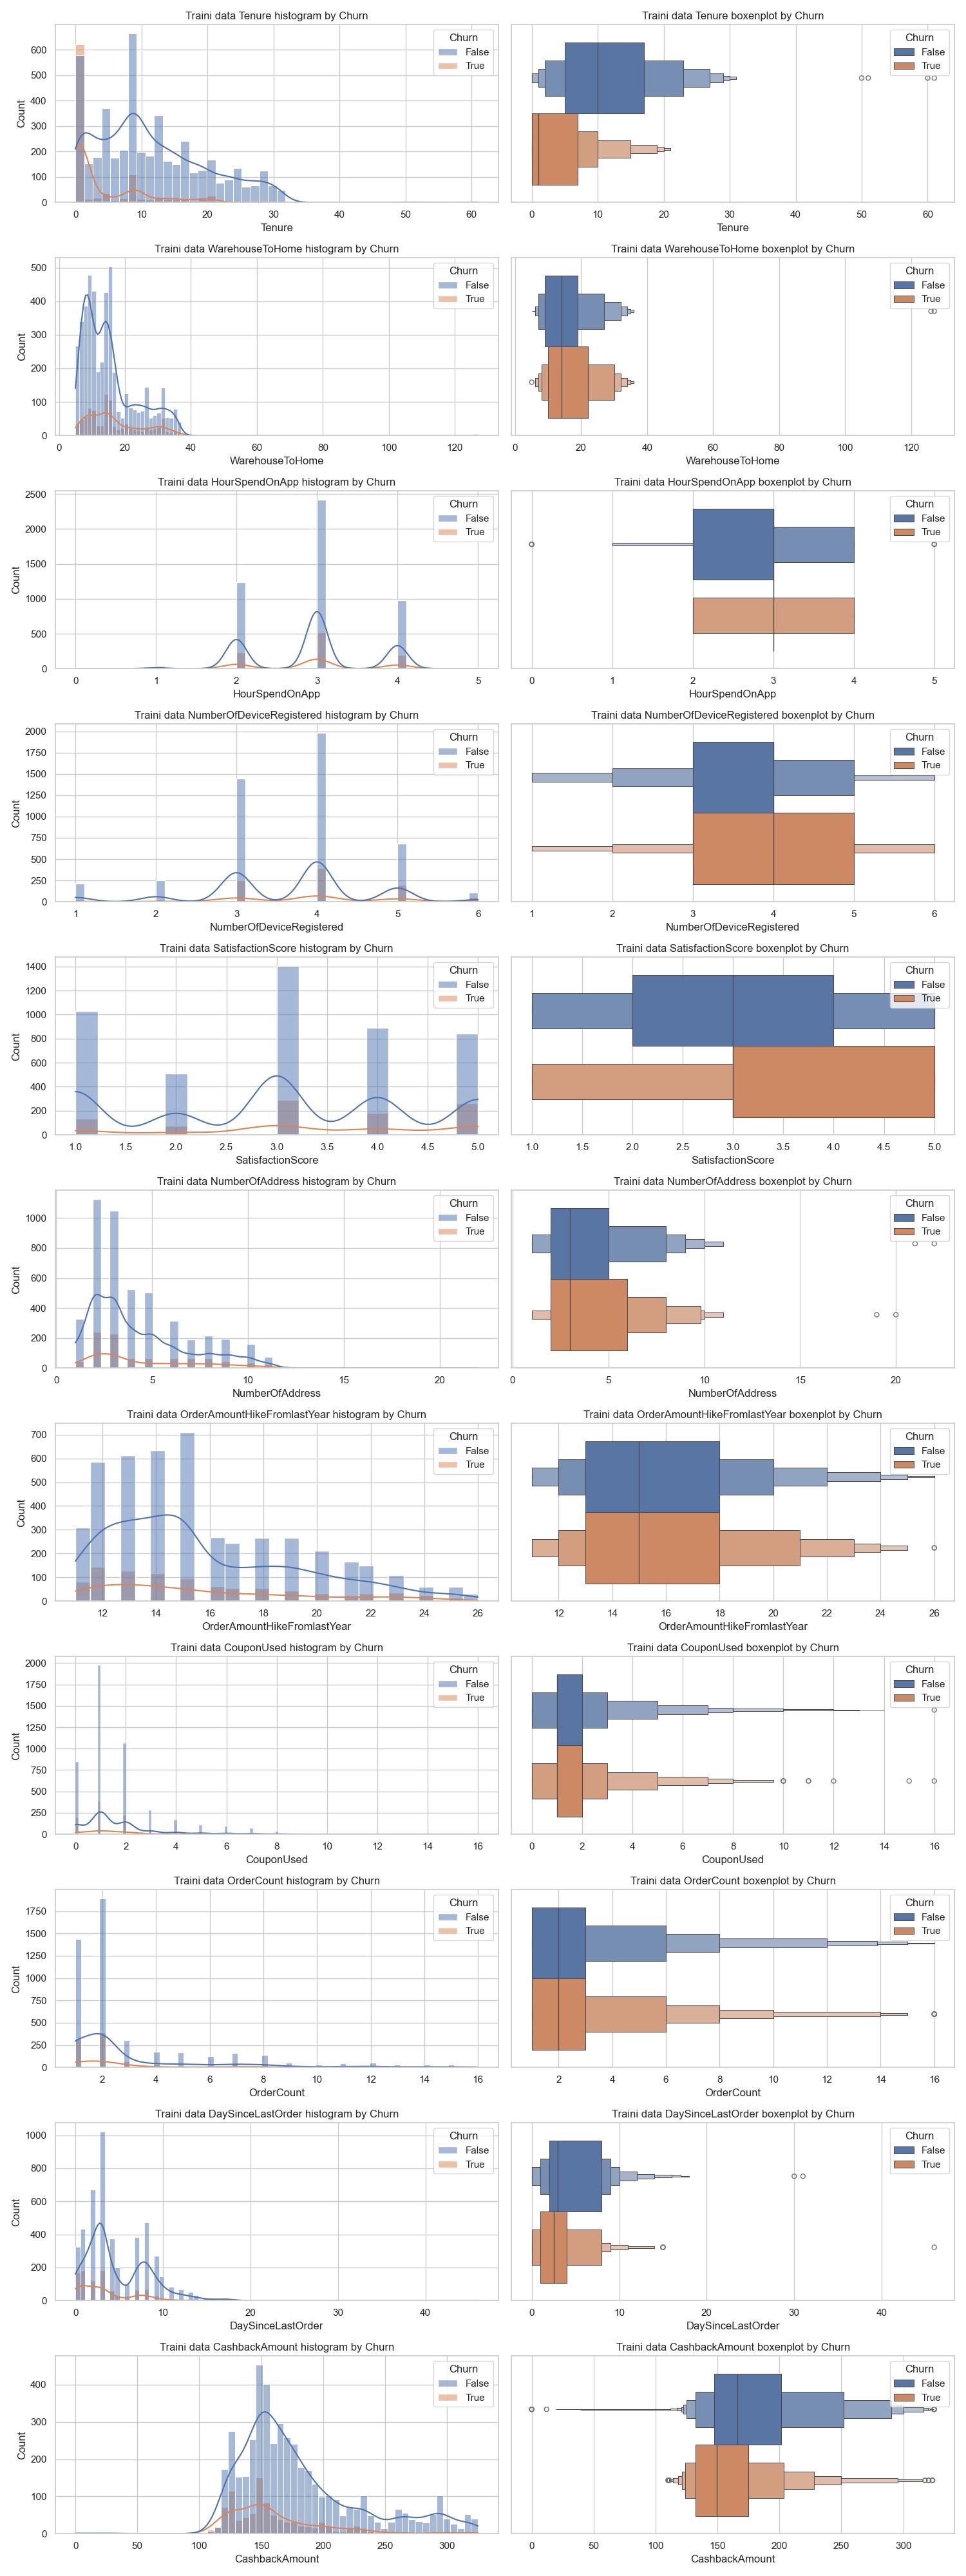 Traini data Tenure histogram by Churn
Churn
False
True
600
500
400
300
200
100
0
Count
0 10 20 30 40 50 60
Tenure
Traini data Tenure boxenplot by Churn
Churn
False
True
0 10 20 30 40 50 60
Tenure
Traini data WarehouseToHome histogram by Churn
Churn
False
True
500
400
300
200
100
0
Count
0 20 40 60 80 100 120
WarehouseToHome
Traini data WarehouseToHome boxenplot by Churn
Churn
False
True
0 20 40 60 80 100 120
WarehouseToHome
Traini data HourSpendOnApp histogram by Churn
Churn
False
True
2500
2000
1500
1000
500
0
Count
0 1 2 3 4 5
HourSpendOnApp
Traini data HourSpendOnApp boxenplot by Churn
Churn
False
True
0 1 2 3 4 5
HourSpendOnApp
Traini data NumberOfDeviceRegistered histogram by Churn
Churn
False
True
2000
1750
1500
1250
1000
750
500
250
0
Count
1 2 3 4 5 6
NumberOfDeviceRegistered
Traini data NumberOfDeviceRegistered boxenplot by Churn
Churn
False
True
1 2 3 4 5 6
NumberOfDeviceRegistered
Traini data SatisfactionScore histogram by Churn
Churn
False
True
1400
1200
1000
800
600
400
200
0
Count
1.0 1.5 2.0 2.5 3.0 3.5 4.0 4.5 5.0
SatisfactionScore
Traini data SatisfactionScore boxenplot by Churn
Churn
False
True
1.0 1.5 2.0 2.5 3.0 3.5 4.0 4.5 5.0
SatisfactionScore
Traini data NumberOfAddress histogram by Churn
Churn
False
True
1000
800
600
400
200
0
Count
0 5 10 15 20
NumberOfAddress
Traini data NumberOfAddress boxenplot by Churn
Churn
False
True
0 5 10 15 20
NumberOfAddress
Traini data OrderAmountHikeFromlastYear histogram by Churn
Churn
False
True
700
600
500
400
300
200
100
0
Count
12 14 16 18 20 22 24 26
OrderAmountHikeFromlastYear
Traini data OrderAmountHikeFromlastYear boxenplot by Churn
Churn
False
True
12 14 16 18 20 22 24 26
OrderAmountHikeFromlastYear
Traini data CouponUsed histogram by Churn
Churn
False
True
2000
1750
1500
1250
1000
750
500
250
0
Count
0 2 4 6 8 10 12 14 16
CouponUsed
Traini data CouponUsed boxenplot by Churn
Churn
False
True
0 2 4 6 8 10 12 14 16
CouponUsed
Traini data OrderCount histogram by Churn
Churn
False
True
1750
1500
1250
1000
750
500
250
0
Count
2 4 6 8 10 12 14 16
OrderCount
Traini data OrderCount boxenplot by Churn
Churn
False
True
2 4 6 8 10 12 14 16
OrderCount
Traini data DaySinceLastOrder histogram by Churn
Churn
False
True
1000
800
600
400
200
0
Count
0 10 20 30 40
DaySinceLastOrder
Traini data DaySinceLastOrder boxenplot by Churn
Churn
False
True
0 10 20 30 40
DaySinceLastOrder
Traini data CashbackAmount histogram by Churn
Churn
False
True
400
300
200
100
0
Count
0 50 100 150 200 250 300
CashbackAmount
Traini data CashbackAmount boxenplot by Churn
Churn
False
True
0 50 100 150 200 250 300
CashbackAmount